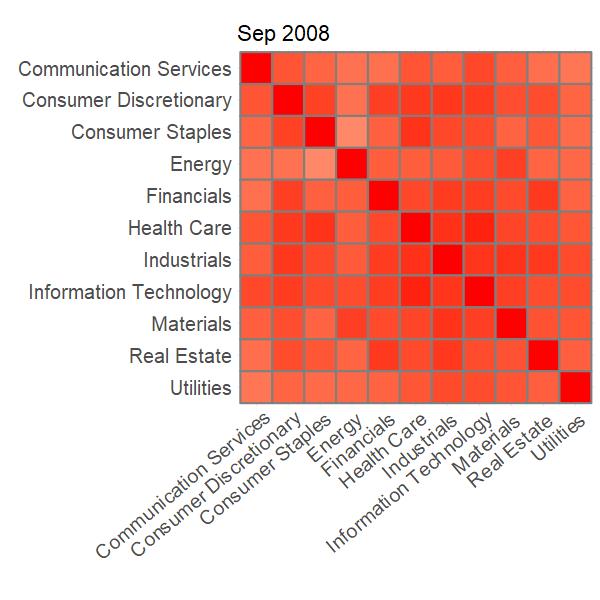 Sep 2008
Communication Services
Consumer Discretionary
Consumer Staples
Energy
Financials
Health Care
Industrials
Information Technology
Materials
Real Estate
Utilities
Communication Services
Consumer Discretionary
Consumer Staples
Energy
Financials
Health Care
Industrials
Information Technology
Materials
Real Estate
Utilities